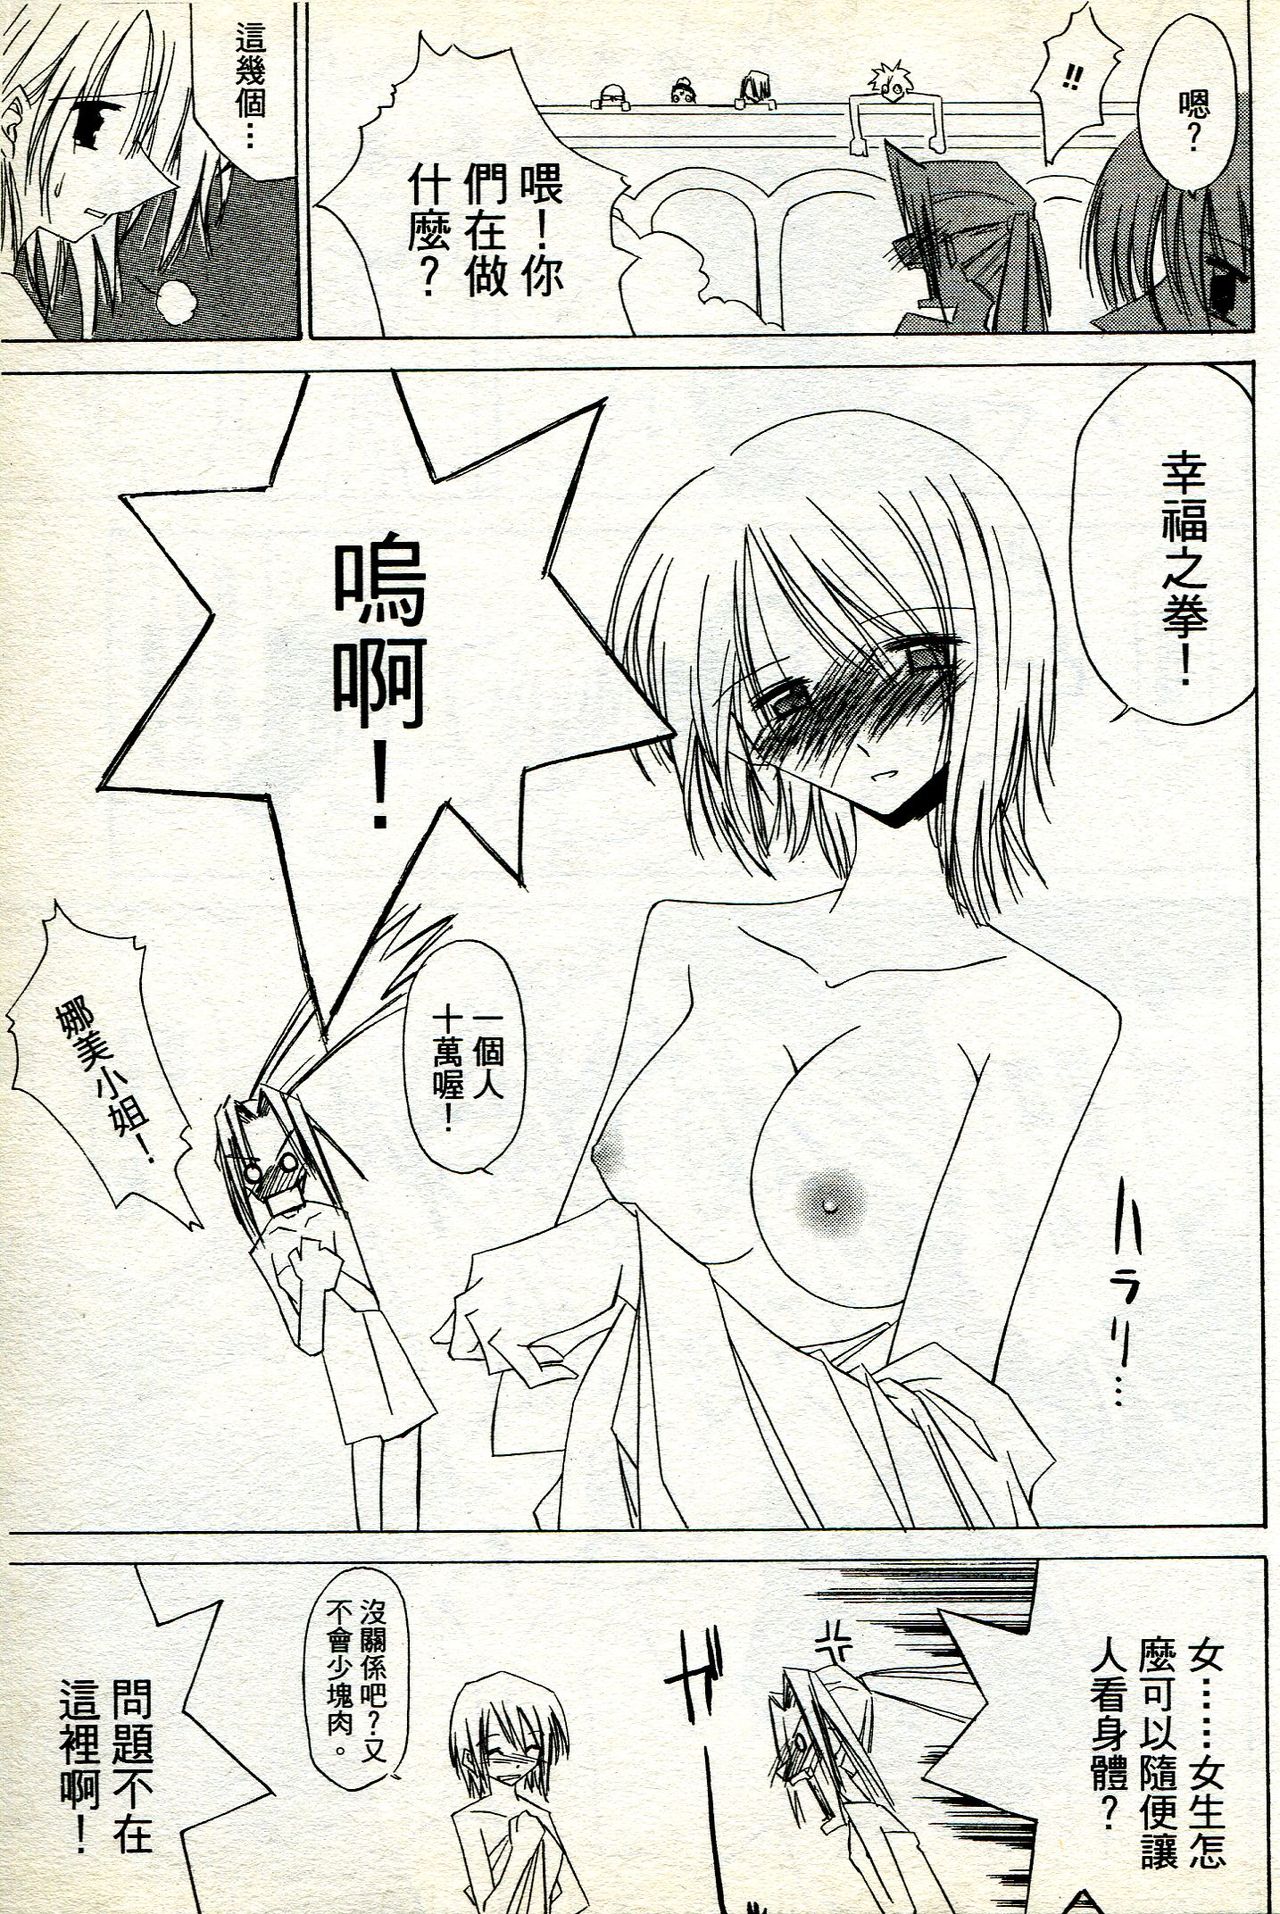 嗯?
!!
喂!你
們在做
什麼?
這幾個…
幸福之拳!
嗚啊!
ハラリ…
一個人
十萬喔!
娜美小姐!
女……女生怎
麼可以隨便讓
人看身體?
沒關係吧?又
不會少塊肉。
問題不在
這裡啊!